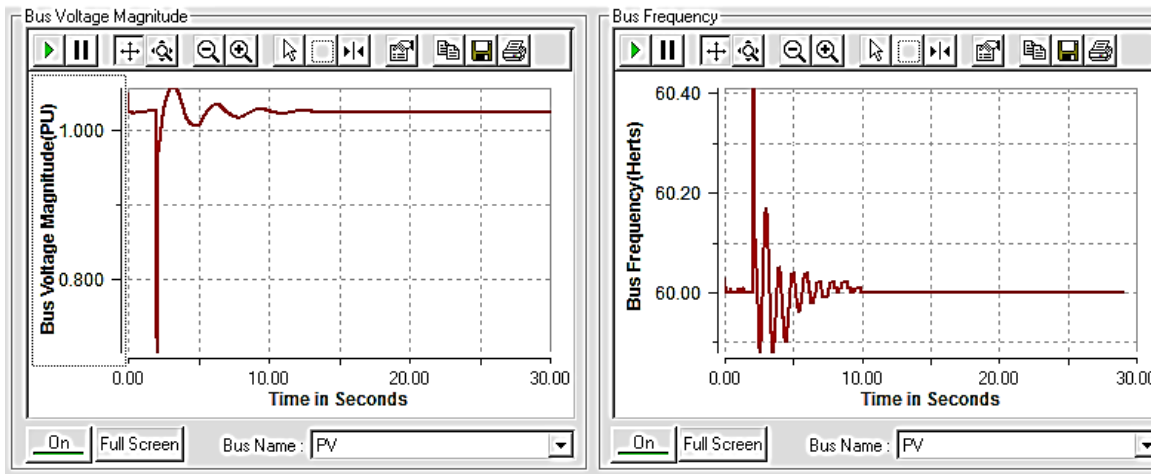 Bus Voltage Magnitude
Bus Voltage Magnitude(PU)
1.000
0.800
0.00
10.00
20.00
30.00
Time in Seconds
On
Full Screen
Bus Name :
PV
Bus Frequency
Bus Frequency(Herts)
60.40
60.20
60.00
0.00
10.00
20.00
30.00
Time in Seconds
On
Full Screen
Bus Name :
PV